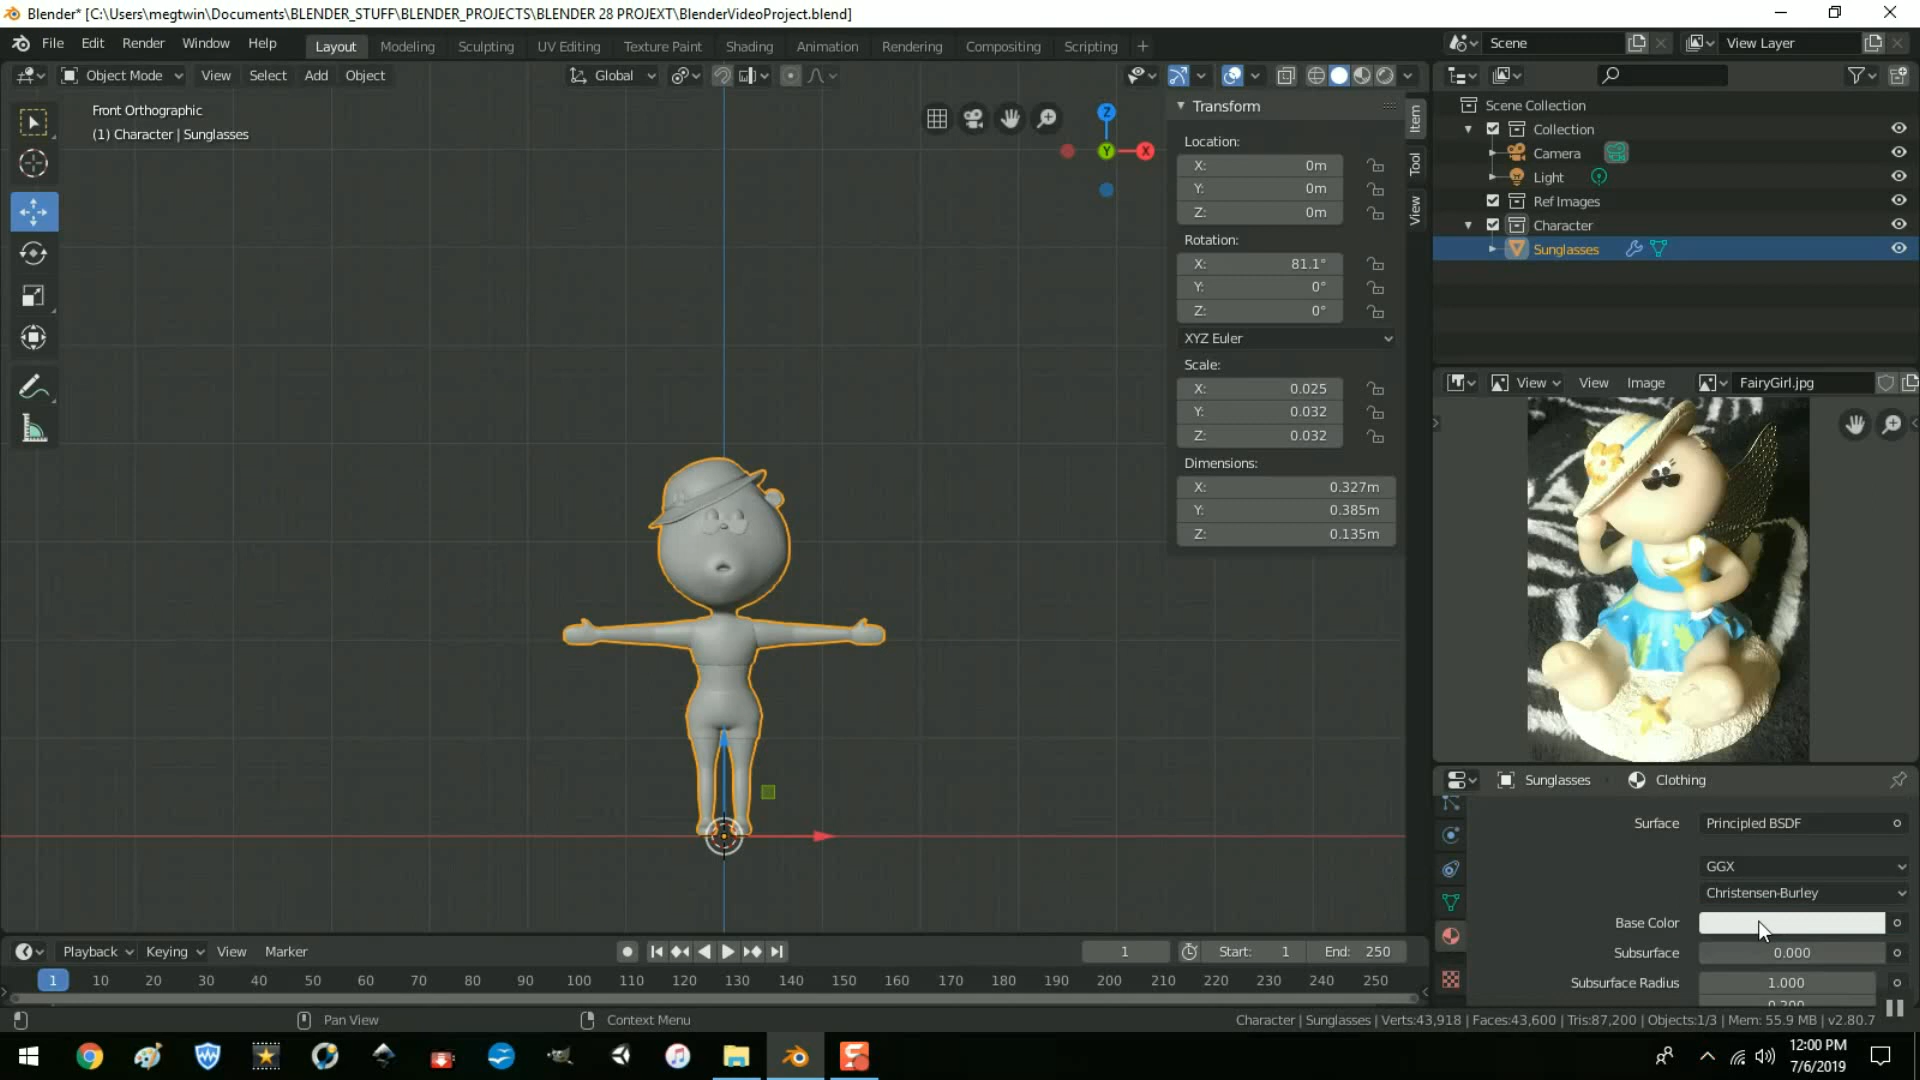 Blender* [C:\Users\megtwin\Documents\BLENDER_STUFF\BLENDER_PROJECTS\BLENDER 28 PROJEXT\BlenderVideoProject.blend]
File Edit Render Window Help Layout Modeling Sculpting UV Editing Texture Paint Shading Animation Rendering Compositing Scripting + Scene View Layer
Object Mode View Select Add Object Global
Front Orthographic
(1) Character | Sunglasses
Z
Y X
Transform
Location:
X: 0m
Y: 0m
Z: 0m
Rotation:
X: 81.1°
Y: 0°
Z: 0°
XYZ Euler
Scale:
X: 0.025
Y: 0.032
Z: 0.032
Dimensions:
X: 0.327m
Y: 0.385m
Z: 0.135m
Item
Tool
View
Scene Collection
Collection
Camera
Light
Ref Images
Character
Sunglasses
View View Image FairyGirl.jpg
Sunglasses Clothing
Surface Principled BSDF
GGX
Christensen-Burley
Base Color
Subsurface 0.000
Subsurface Radius 1.000
0.200
Playback Keying View Marker 1 Start: 1 End: 250
1 10 20 30 40 50 60 70 80 90 100 110 120 130 140 150 160 170 180 190 200 210 220 230 240 250
Pan View Context Menu Character | Sunglasses | Verts:43,918 | Faces:43,600 | Tris:87,200 | Objects:1/3 | Mem: 55.9 MB | v2.80.7
12:00 PM
7/6/2019